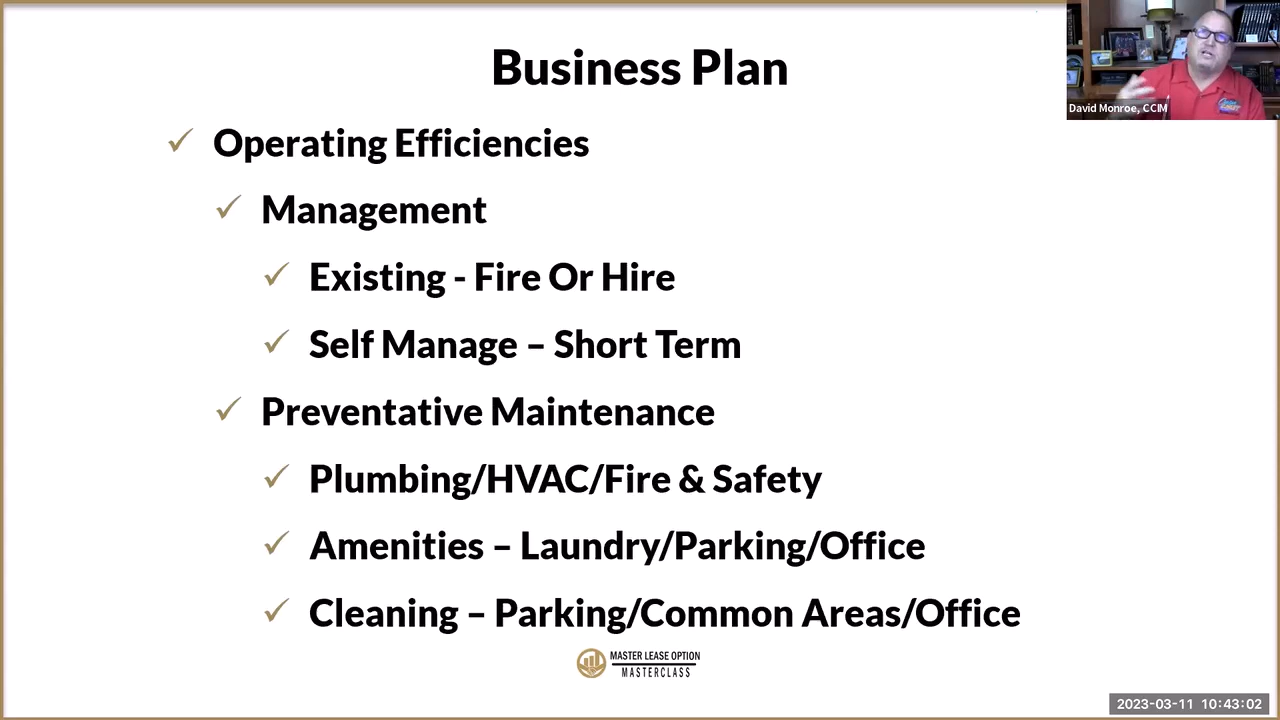 Business Plan
David Monroe, CCIM
✓ Operating Efficiencies
✓ Management
✓ Existing - Fire Or Hire
✓ Self Manage – Short Term
✓ Preventative Maintenance
✓ Plumbing/HVAC/Fire & Safety
✓ Amenities – Laundry/Parking/Office
✓ Cleaning – Parking/Common Areas/Office
MASTER LEASE OPTION
MASTERCLASS
2023-03-11 10:43:02